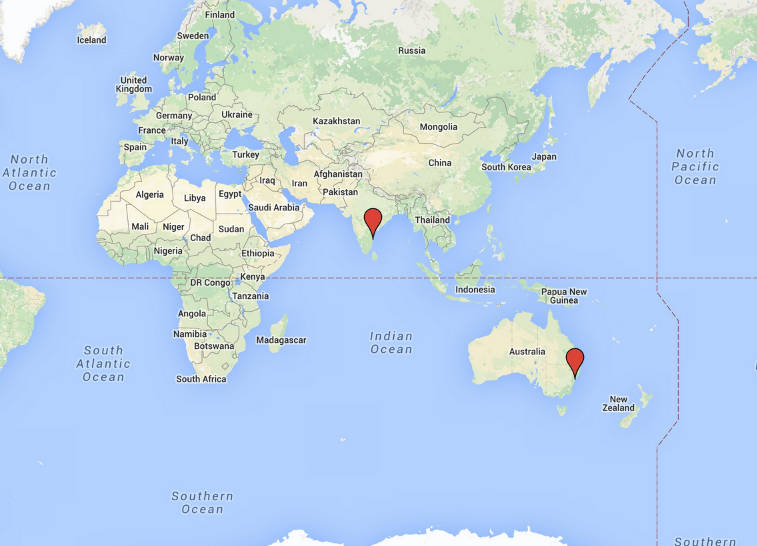 Finland
Iceland
Sweden
Russia
Norway
United
Kingdom
Poland
Germany
Ukraine
Kazakhstan
Mongolia
France
Italy
Spain
Turkey
Japan
South Korea
China
North
Atlantic
Ocean
North
Pacific
Ocean
Afghanistan
Iraq
Iran
Pakistan
Algeria
Libya
Egypt
Saudi Arabia
Thailand
Mali
Niger
Chad
Sudan
Nigeria
Ethiopia
Kenya
DR Congo
Tanzania
Indonesia
Papua New
Guinea
Angola
Namibia
Botswana
Madagascar
Indian
Ocean
Australia
South
Atlantic
Ocean
South Africa
New
Zealand
Southern
Ocean
Southern